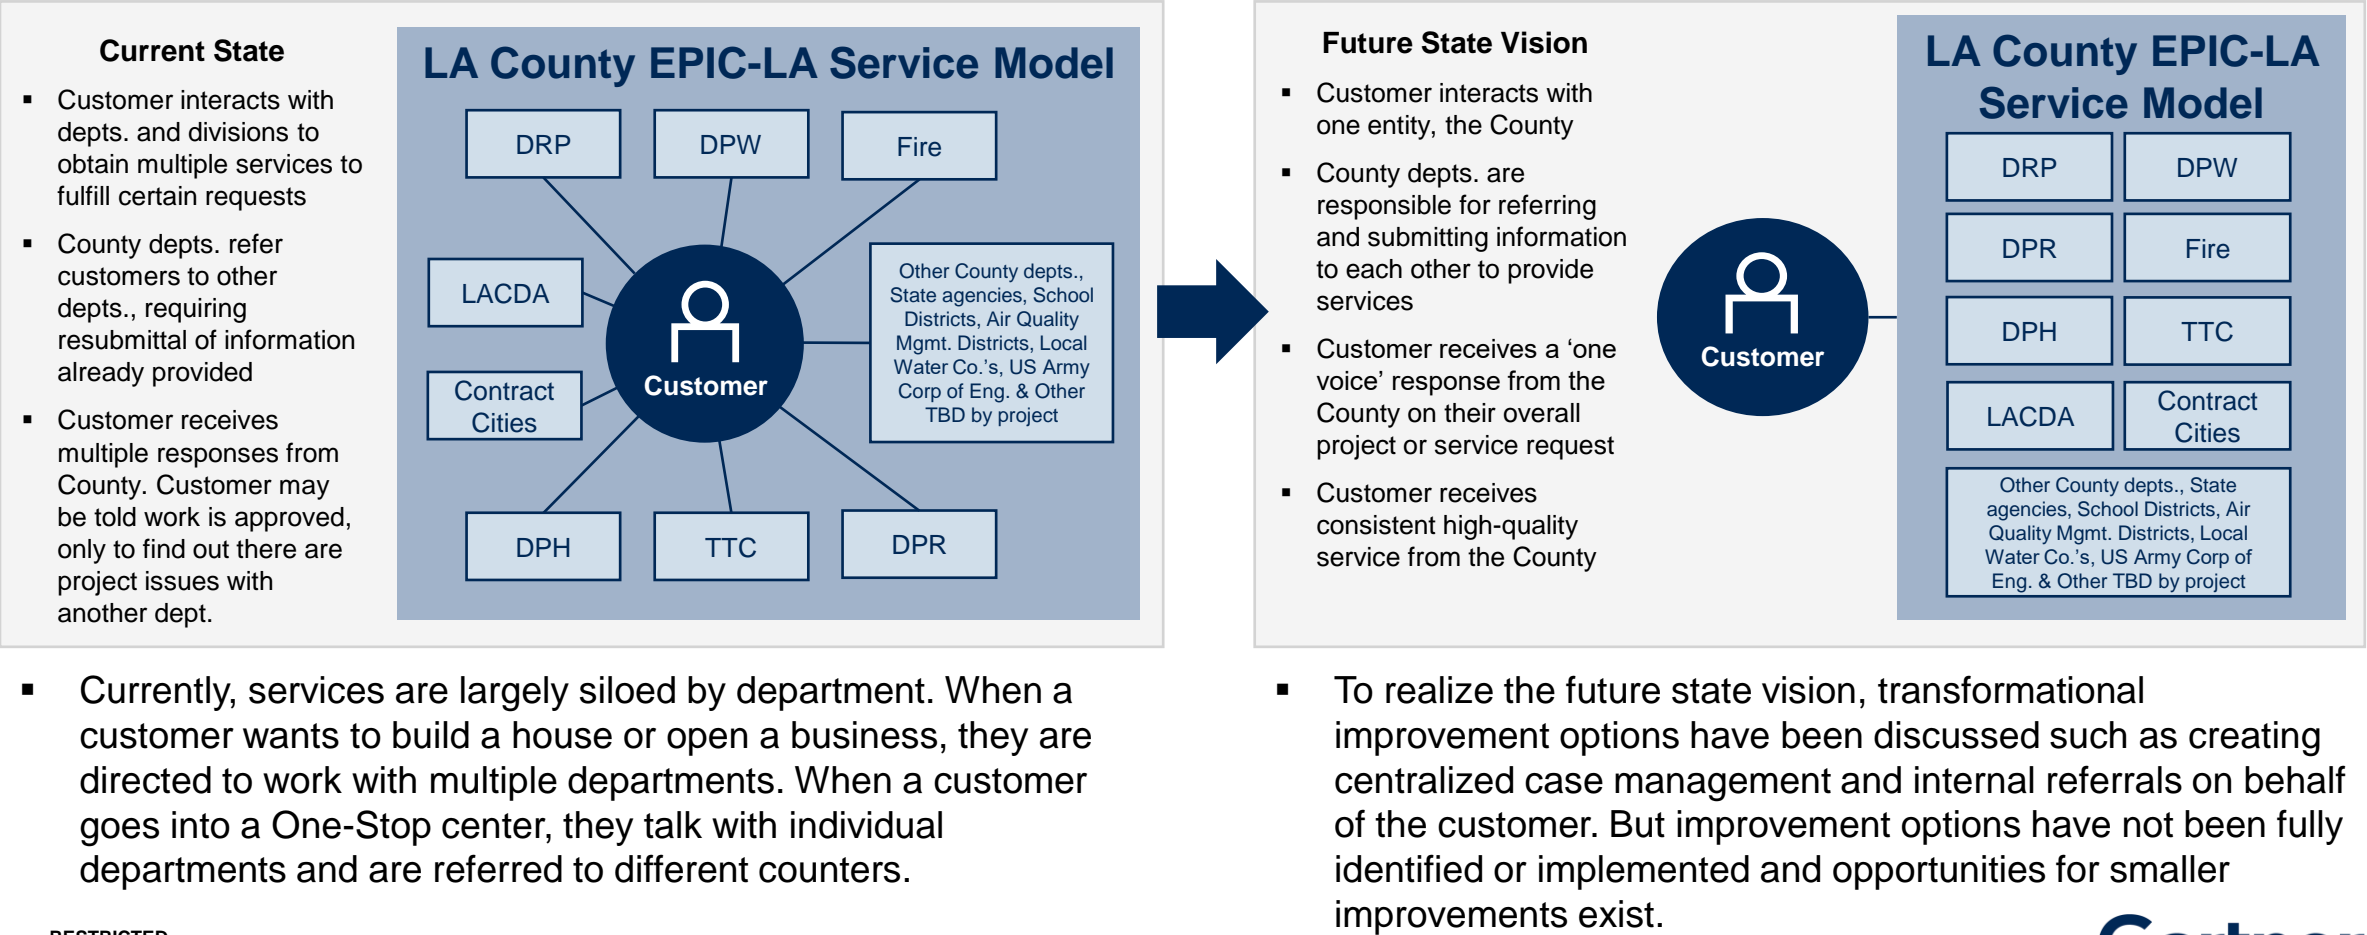 Current State
▪ Customer interacts with
depts. and divisions to
obtain multiple services to
fulfill certain requests
▪ County depts. refer
customers to other
depts., requiring
resubmittal of information
already provided
▪ Customer receives
multiple responses from
County. Customer may
be told work is approved,
only to find out there are
project issues with
another dept.
LA County EPIC-LA Service Model
DRP
DPW
Fire
LACDA
Contract
Cities
Customer
Other County depts.,
State agencies, School
Districts, Air Quality
Mgmt. Districts, Local
Water Co.’s, US Army
Corp of Eng. & Other
TBD by project
DPH
TTC
DPR
Future State Vision
▪ Customer interacts with
one entity, the County
▪ County depts. are
responsible for referring
and submitting information
to each other to provide
services
▪ Customer receives a ‘one
voice’ response from the
County on their overall
project or service request
▪ Customer receives
consistent high-quality
service from the County
Customer
LA County EPIC-LA
Service Model
DRP
DPW
DPR
Fire
DPH
TTC
LACDA
Contract
Cities
Other County depts., State
agencies, School Districts, Air
Quality Mgmt. Districts, Local
Water Co.’s, US Army Corp of
Eng. & Other TBD by project
▪ Currently, services are largely siloed by department. When a
customer wants to build a house or open a business, they are
directed to work with multiple departments. When a customer
goes into a One-Stop center, they talk with individual
departments and are referred to different counters.
▪ To realize the future state vision, transformational
improvement options have been discussed such as creating
centralized case management and internal referrals on behalf
of the customer. But improvement options have not been fully
identified or implemented and opportunities for smaller
improvements exist.
RESTRICTED
Gartner